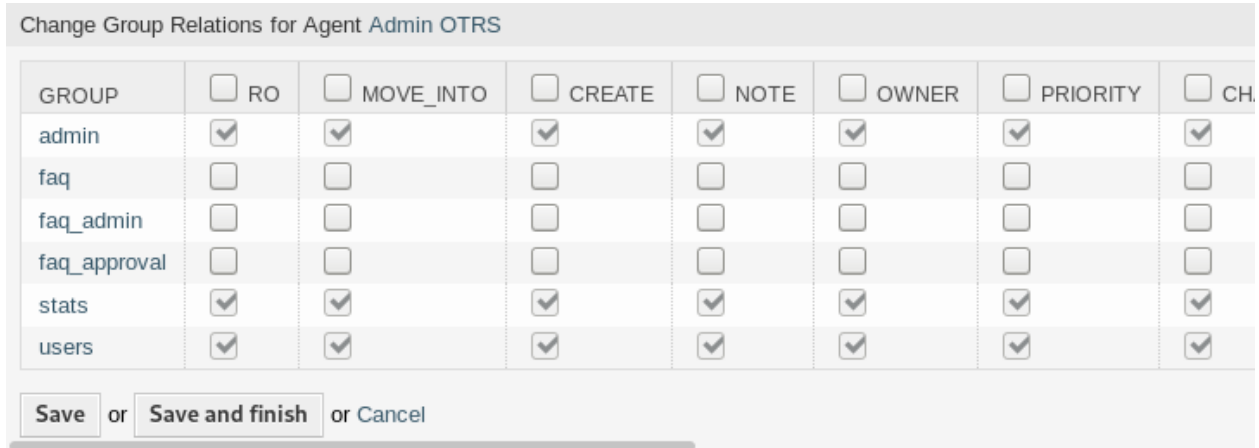 Change Group Relations for Agent Admin OTRS
GROUP RO MOVE_INTO CREATE NOTE OWNER PRIORITY CHA
admin
faq
faq_admin
faq_approval
stats
users
Save or Save and finish or Cancel